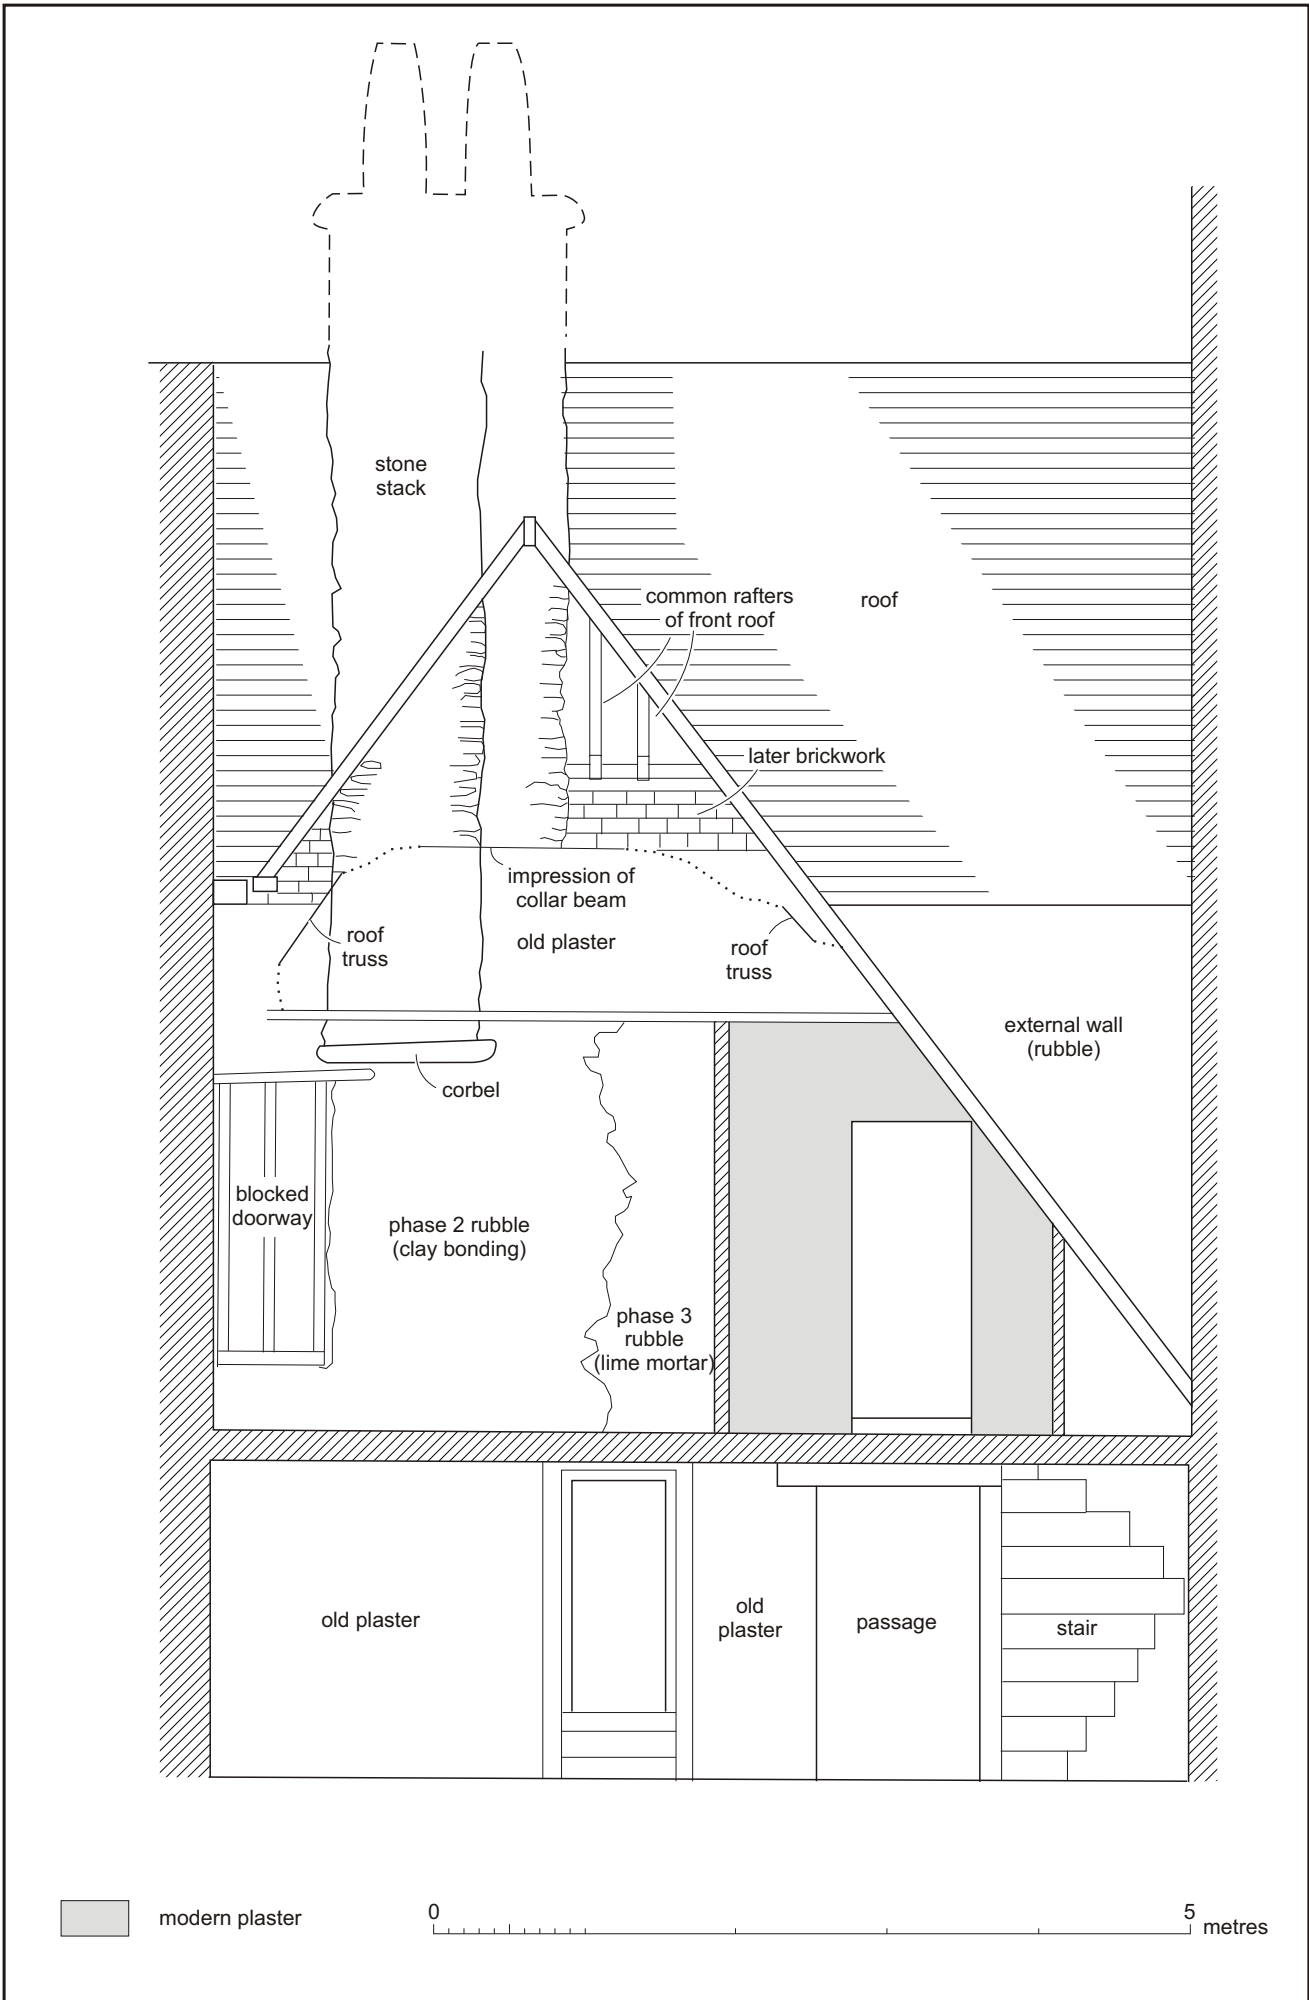 stone
stack
common rafters
of front roof
roof
later brickwork
impression of
collar beam
roof
truss
old plaster
roof
truss
external wall
(rubble)
corbel
blocked
doorway
phase 2 rubble
(clay bonding)
phase 3
rubble
(lime mortar)
old plaster
old
plaster
passage
stair
modern plaster
0
5
metres